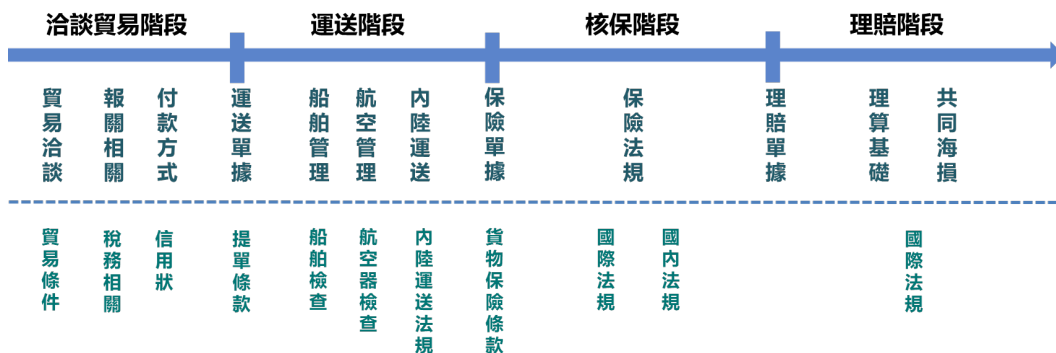 洽談貿易階段
運送階段
核保階段
理賠階段
貿易洽談
報關相關
付款方式
運送單據
船舶管理
航空管理
內陸運送
保險單據
保險法規
理賠單據
理算基礎
共同海損
貿易條件
稅務相關
信用狀
提單條款
船舶檢查
航空器檢查
內陸運送法規
貨物保險條款
國際法規
國內法規
國際法規